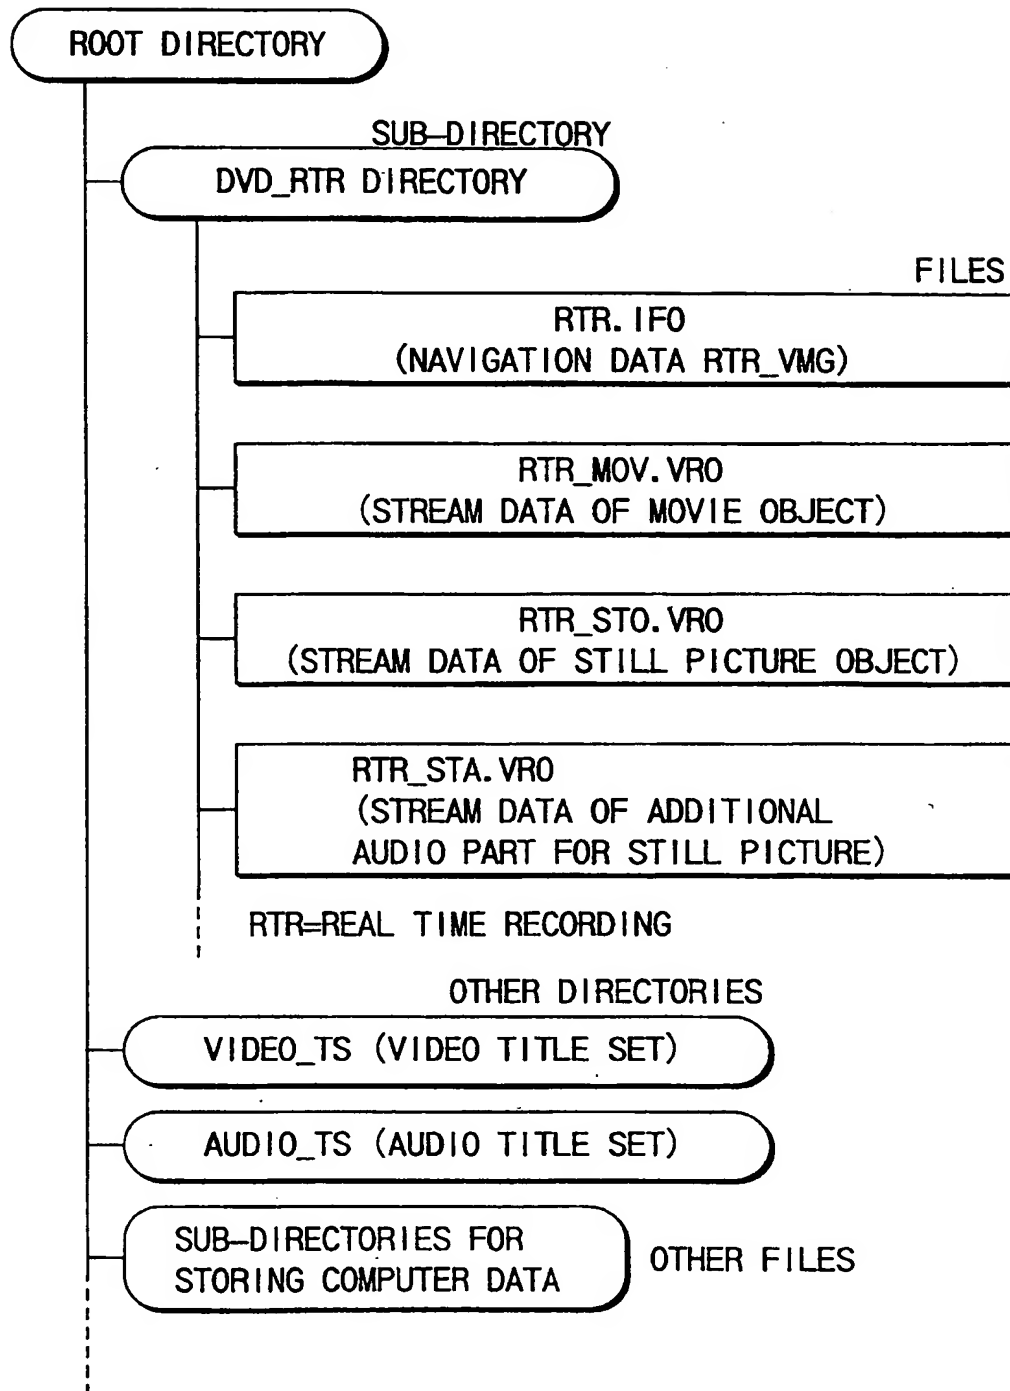 ROOT DIRECTORY
SUB-DIRECTORY
DVD_RTR DIRECTORY
FILES
RTR.IFO
(NAVIGATION DATA RTR_VMG)
RTR_MOV.VRO
(STREAM DATA OF MOVIE OBJECT)
RTR_STO.VRO
(STREAM DATA OF STILL PICTURE OBJECT)
RTR_STA.VRO
(STREAM DATA OF ADDITIONAL
AUDIO PART FOR STILL PICTURE)
RTR=REAL TIME RECORDING
OTHER DIRECTORIES
VIDEO_TS (VIDEO TITLE SET)
AUDIO_TS (AUDIO TITLE SET)
SUB-DIRECTORIES FOR
STORING COMPUTER DATA
OTHER FILES